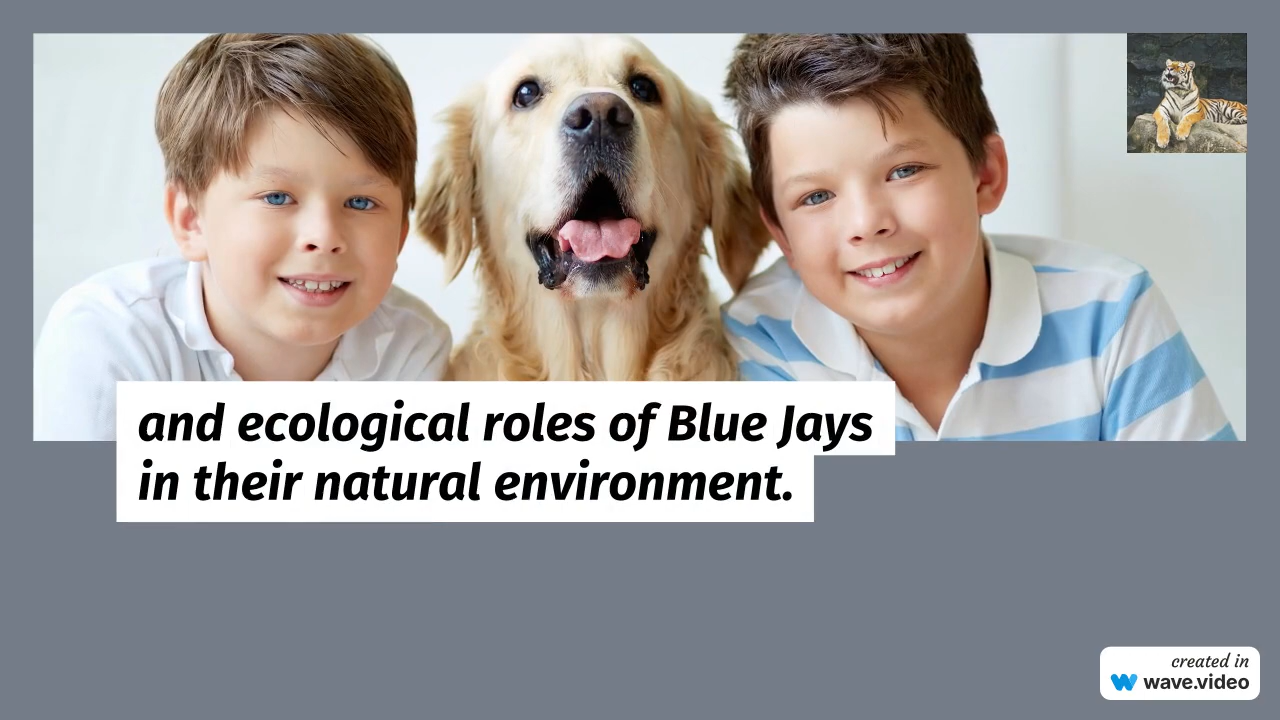 and ecological roles of Blue Jays
in their natural environment.
created in
wave.video